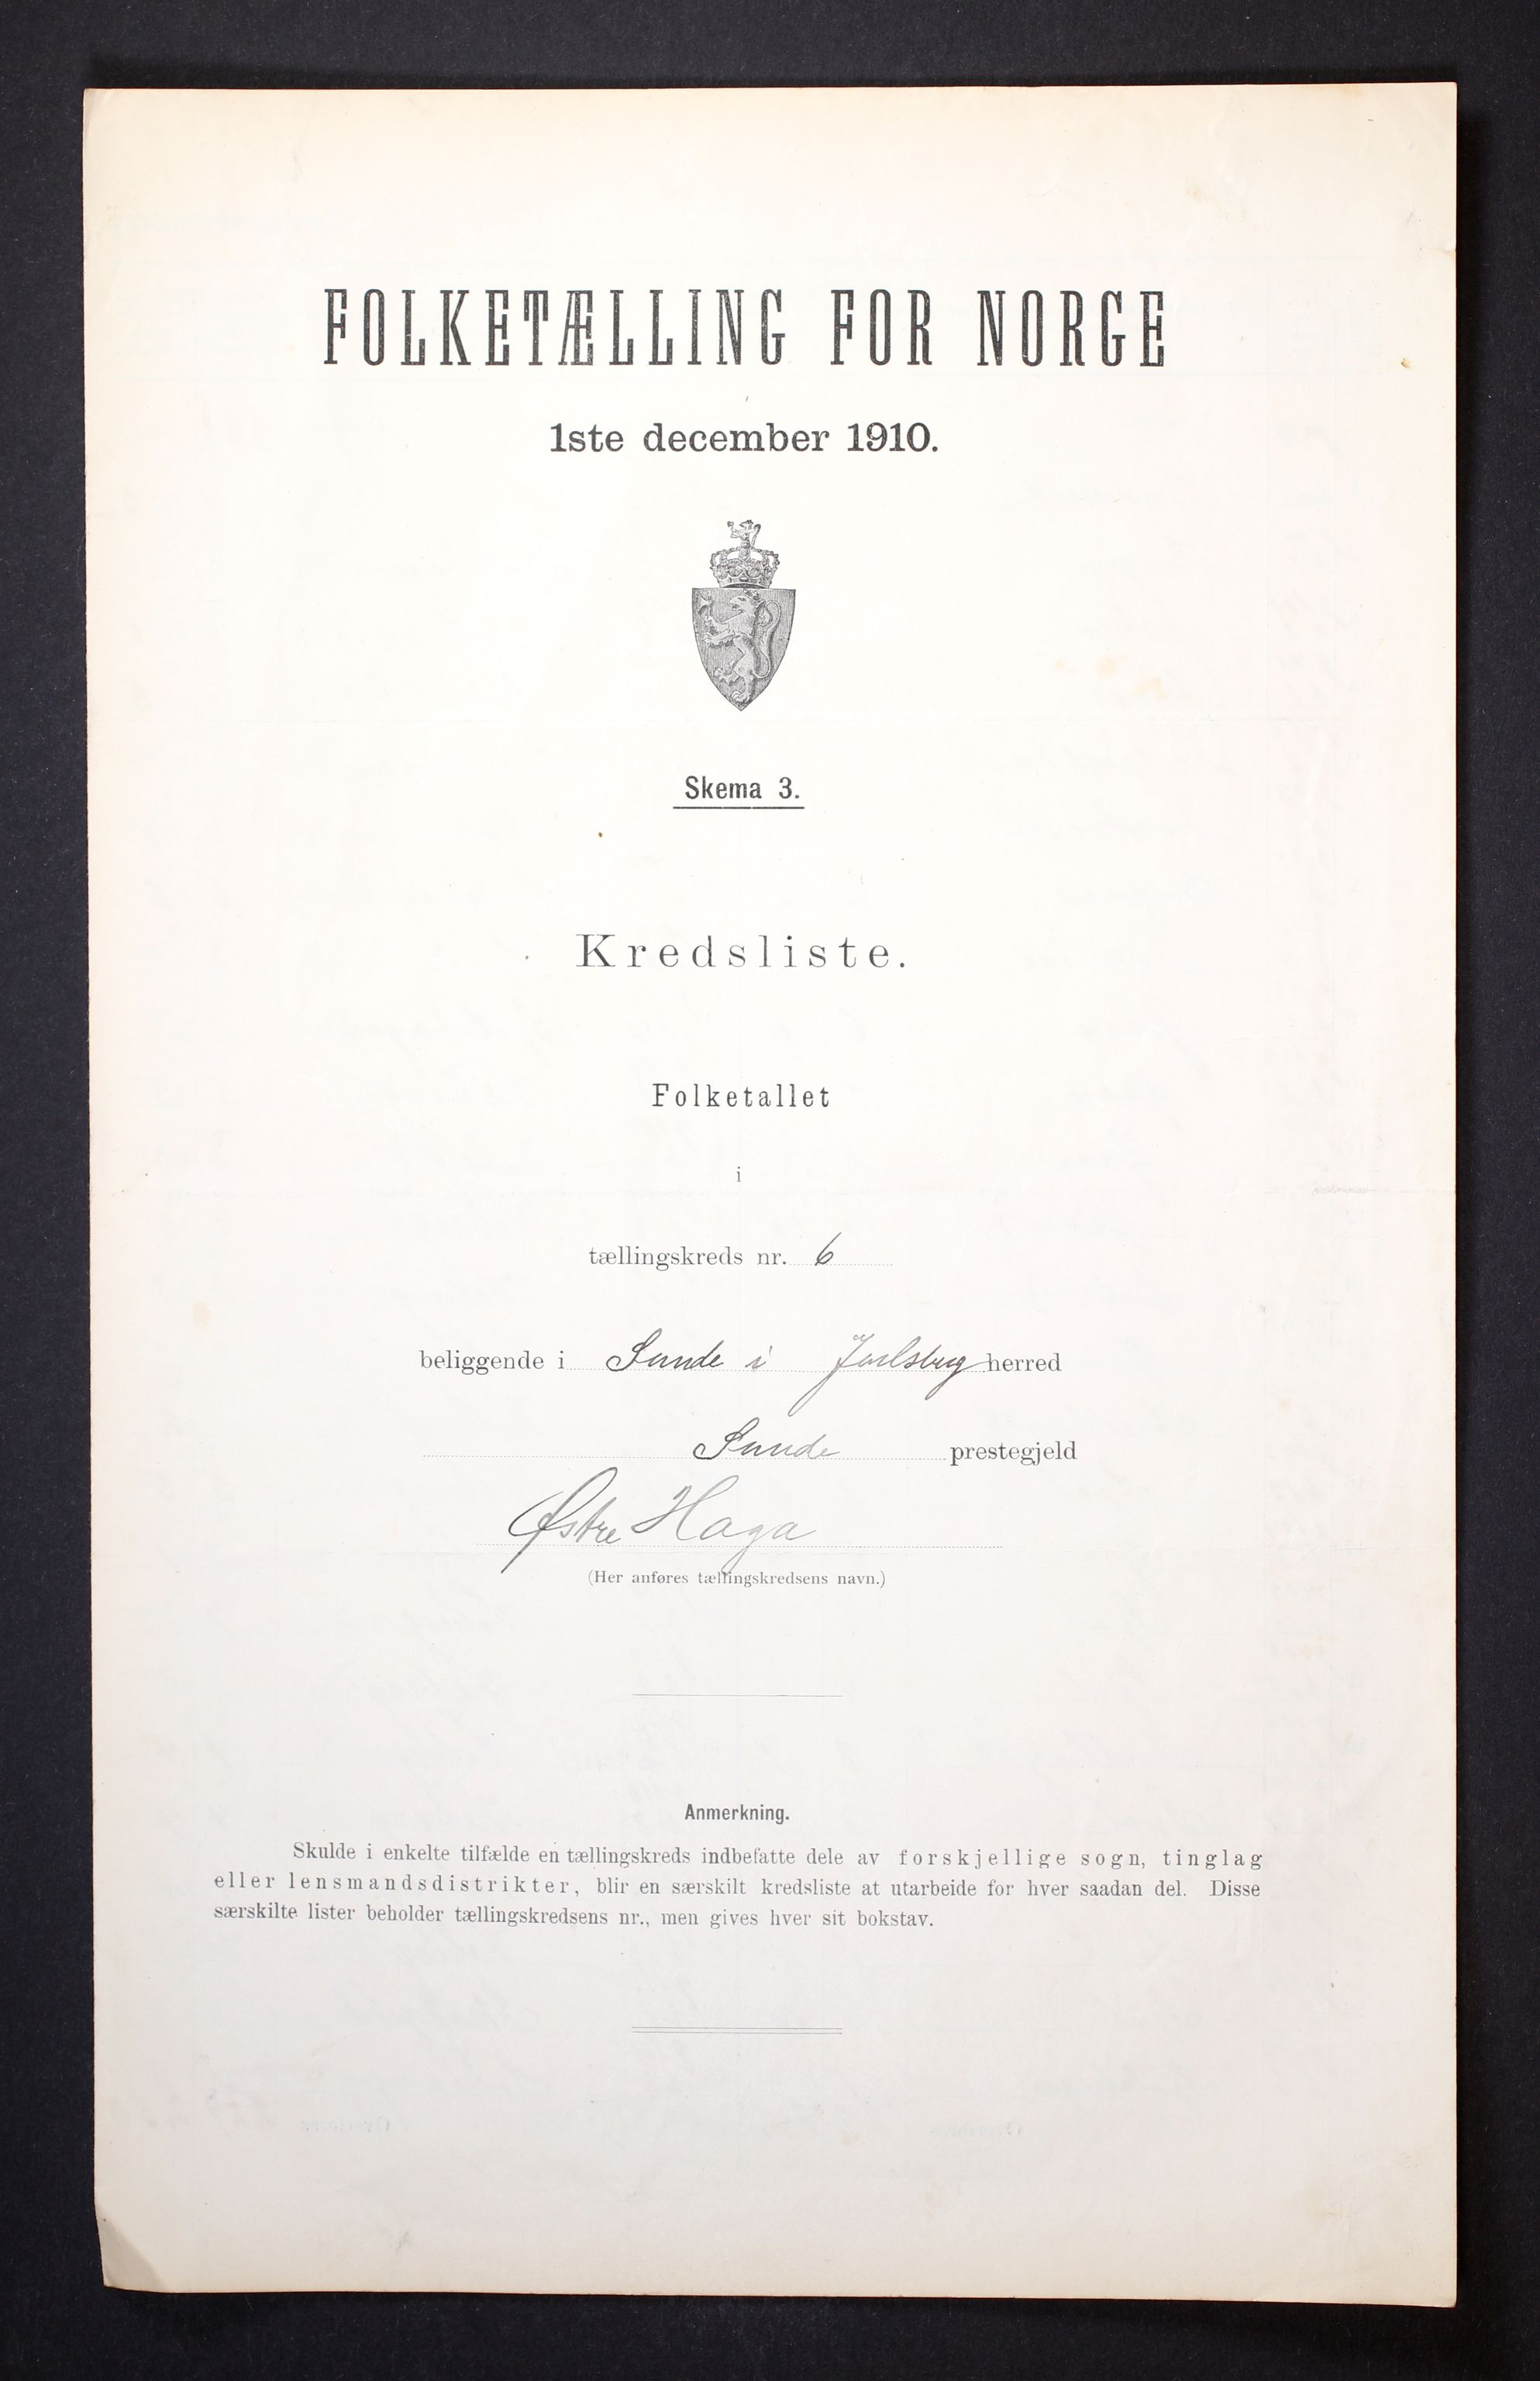 FOLKETÆLLING FOR NORGE
1ste december 1910.
Skema 3.
Kredsliste.
Folketallet
i
tællingskreds nr. 6
beliggende i Sande i Jarlsberg herred
Sande prestegjeld
Østre Haga
(Her anføres tællingskredsens navn.)
Anmerkning.
Skulde i enkelte tilfælde en tællingskreds indbefatte dele av forskjellige sogn, tinglag
eller lensmandsdistrikter, blir en særskilt kredsliste at utarbeide for hver saadan del. Disse
særskilte lister beholder tællingskredsens nr., men gives hver sit bokstav.